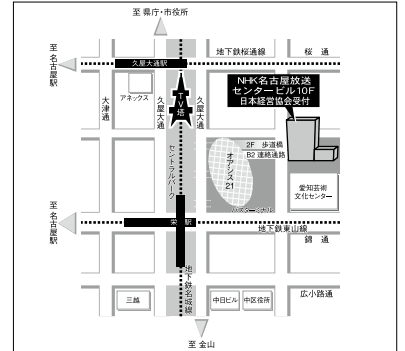 至 県庁・市役所
至 名古屋駅
地下鉄桜通線
桜 通
久屋大通駅
アネックス
TV塔
大津通
久屋大通
久屋大通
NHK名古屋放送
センタービル10F
日本経営協会受付
セントラルパーク
オアシス21
2F 歩道橋
B2 連絡通路
愛知芸術
文化センター
バスターミナル
至 名古屋駅
栄駅
地下鉄東山線
錦 通
地下鉄名城線
三越
中日ビル
中区役所
広小路通
至 金山